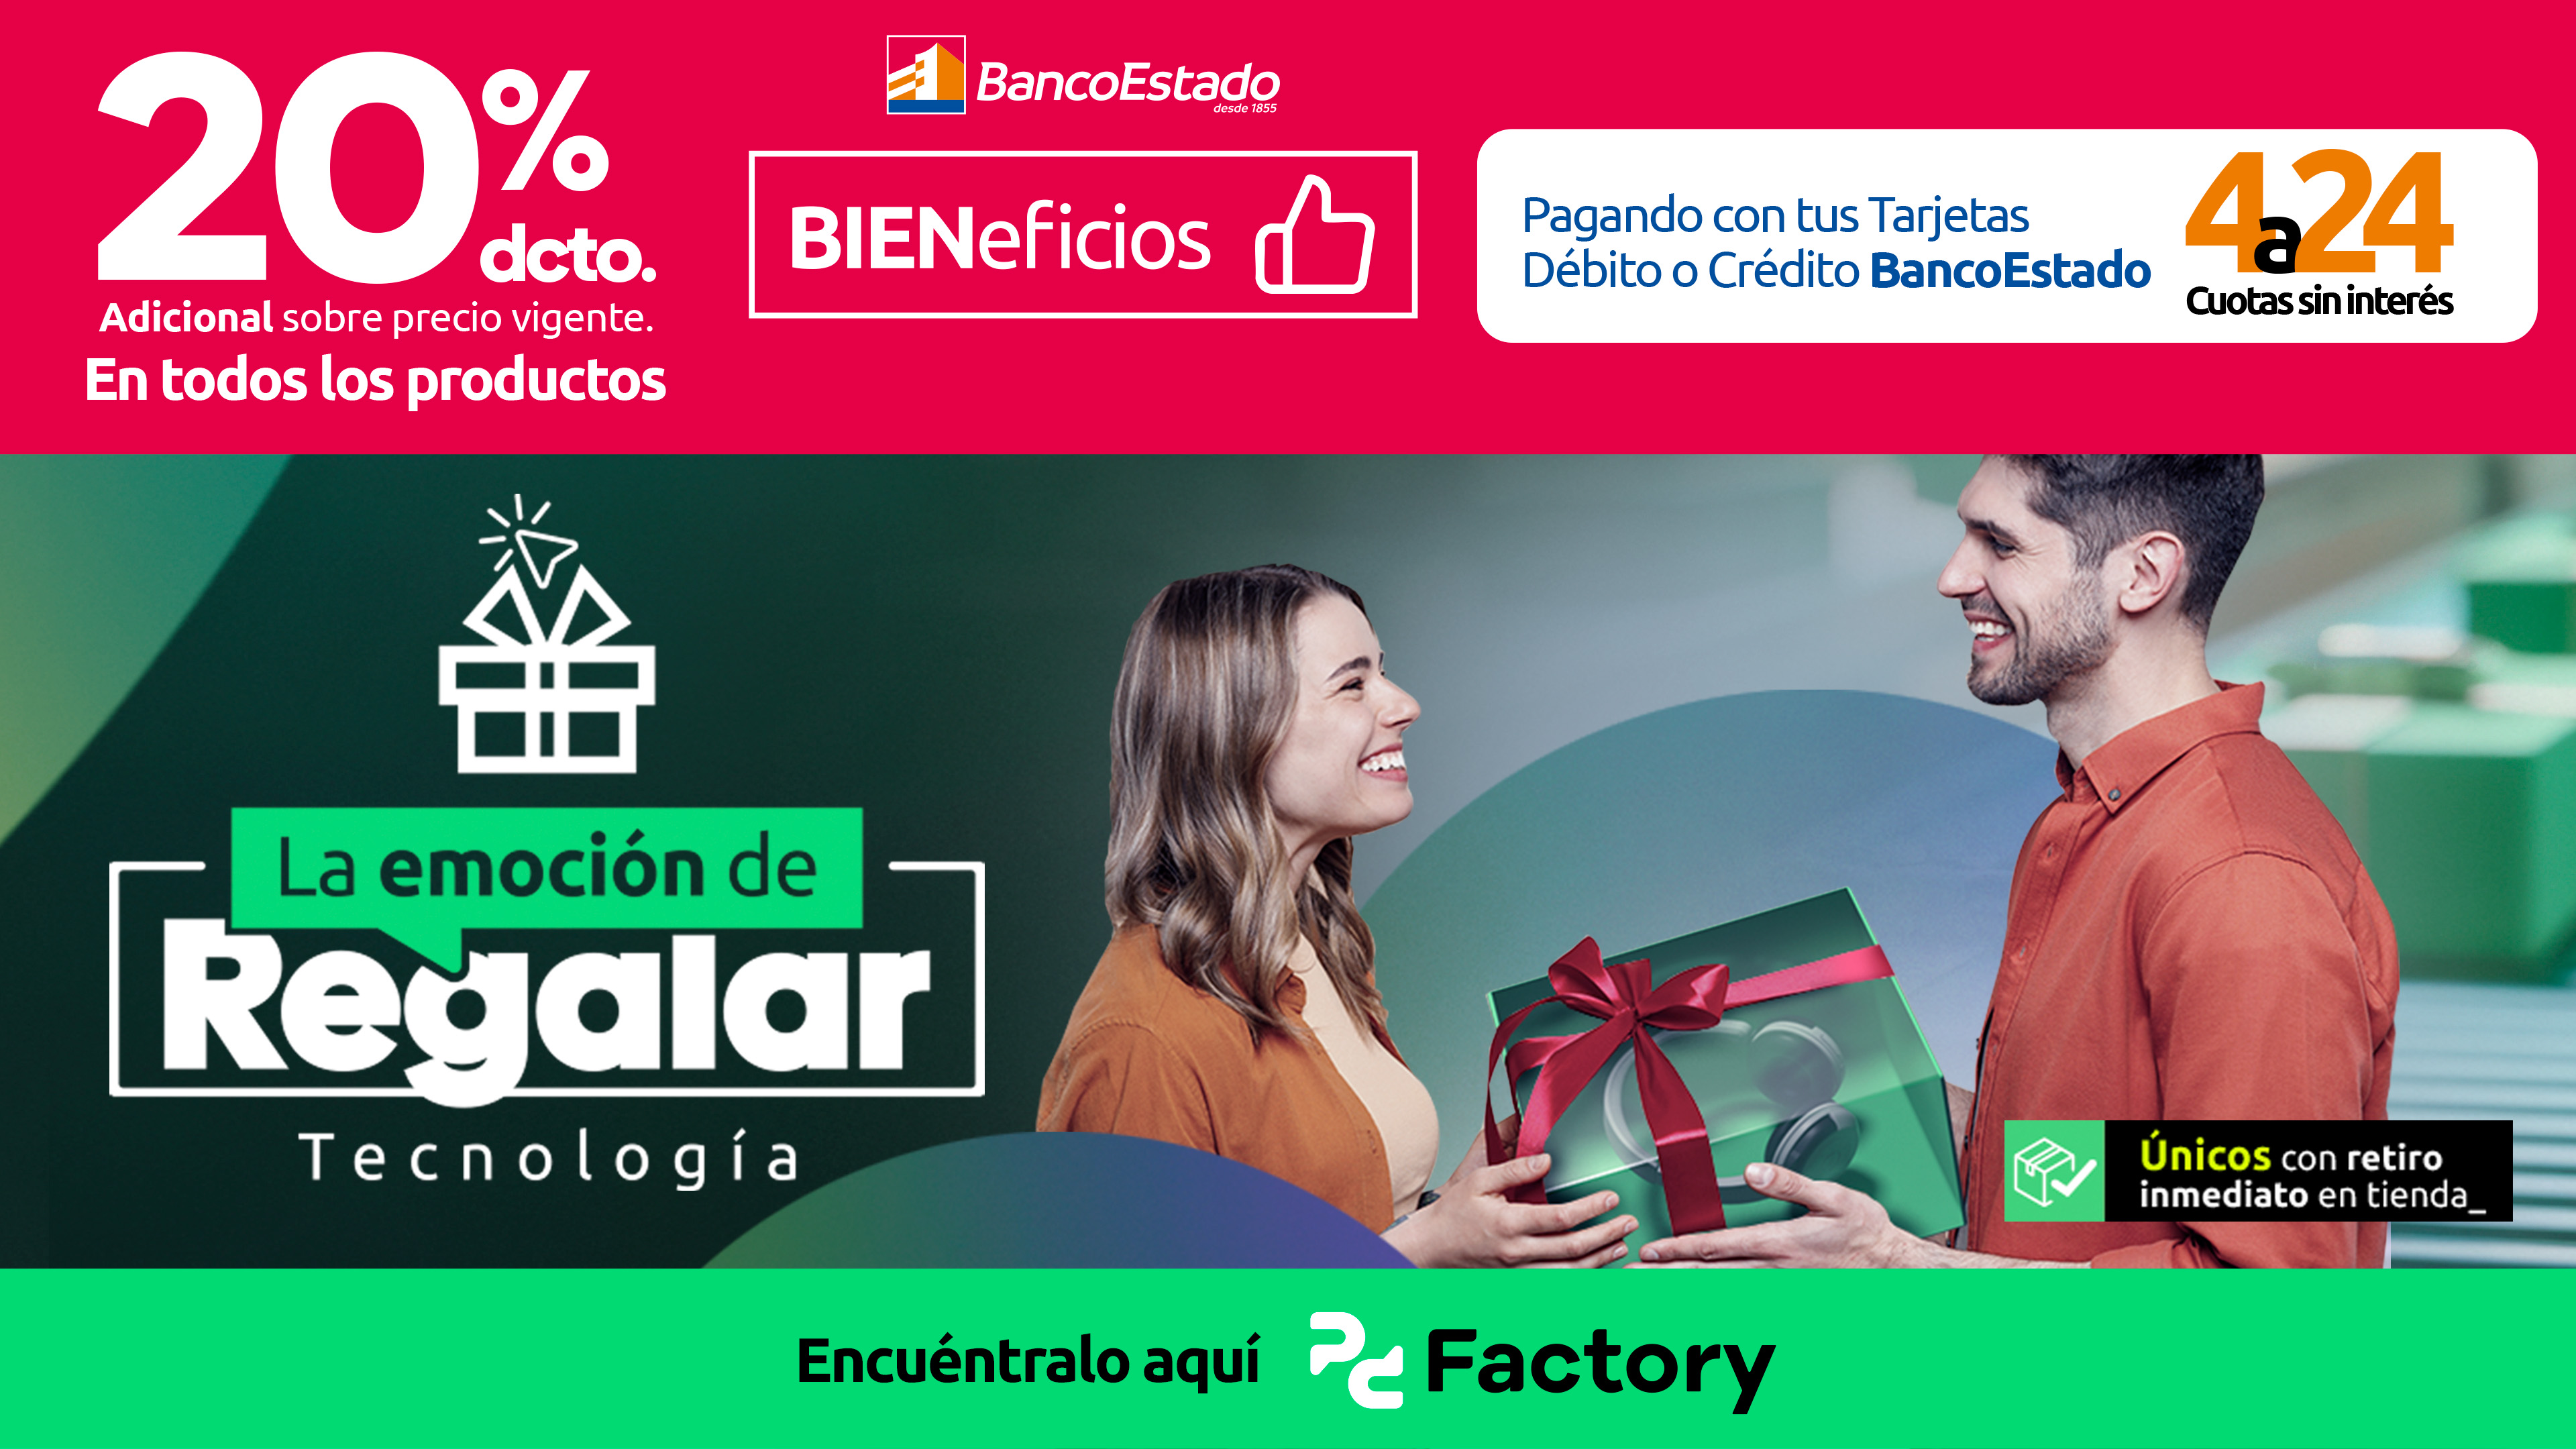 20%
dcto.
Adicional sobre precio vigente.
En todos los productos
BancoEstado
desde 1855
BIENeficios
Pagando con tus Tarjetas
Débito o Crédito BancoEstado
4a24
Cuotas sin interés
La emoción de
Regalar
Tecnología
Únicos con retiro
inmediato en tienda_
Encuéntralo aquí
Pc Factory